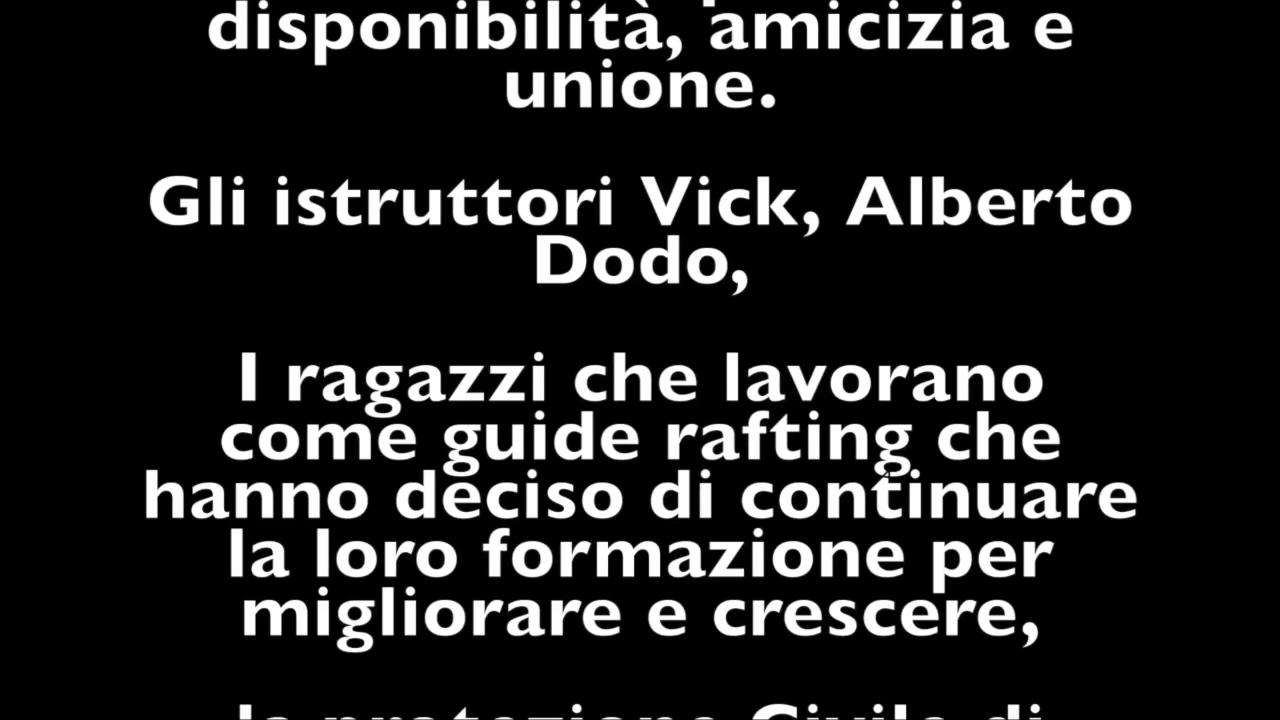 disponibilità, amicizia e
unione.
Gli istruttori Vick, Alberto
Dodo,
I ragazzi che lavorano
come guide rafting che
hanno deciso di continuare
la loro formazione per
migliorare e crescere,
la protezione Civile di